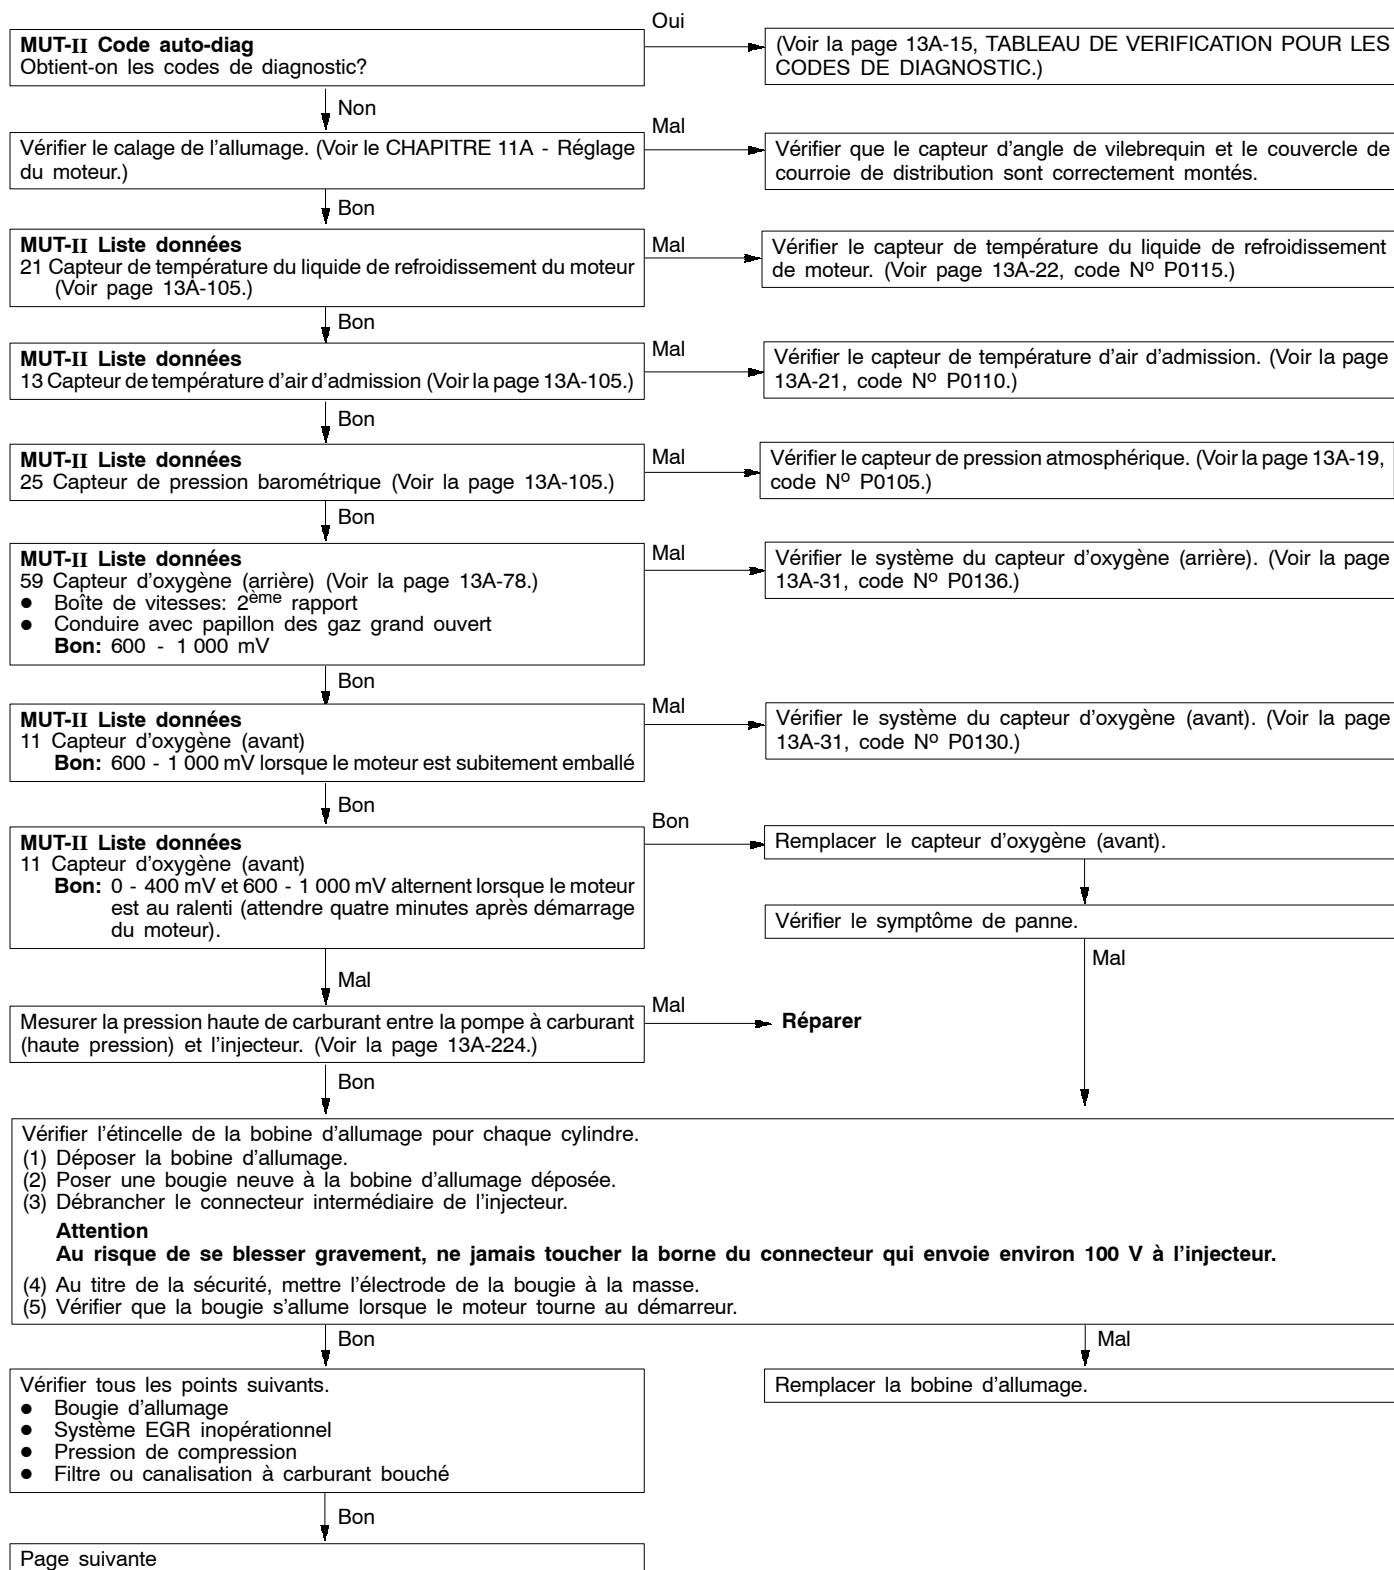 Oui
MUT-II Code auto-diag
Obtient-on les codes de diagnostic?
(Voir la page 13A-15, TABLEAU DE VERIFICATION POUR LES
CODES DE DIAGNOSTIC.)
Non
Mal
Vérifier le calage de l'allumage. (Voir le CHAPITRE 11A - Réglage
du moteur.)
Vérifier que le capteur d'angle de vilebrequin et le couvercle de
courroie de distribution sont correctement montés.
Bon
MUT-II Liste données
21 Capteur de température du liquide de refroidissement du moteur
(Voir page 13A-105.)
Mal
Vérifier le capteur de température du liquide de refroidissement
de moteur. (Voir page 13A-22, code Nº P0115.)
Bon
MUT-II Liste données
13 Capteur de température d'air d'admission (Voir la page 13A-105.)
Mal
Vérifier le capteur de température d'air d'admission. (Voir la page
13A-21, code Nº P0110.)
Bon
MUT-II Liste données
25 Capteur de pression barométrique (Voir la page 13A-105.)
Mal
Vérifier le capteur de pression atmosphérique. (Voir la page 13A-19,
code Nº P0105.)
Bon
MUT-II Liste données
59 Capteur d'oxygène (arrière) (Voir la page 13A-78.)
● Boîte de vitesses: 2ème rapport
● Conduire avec papillon des gaz grand ouvert
Bon: 600 - 1 000 mV
Mal
Vérifier le système du capteur d'oxygène (arrière). (Voir la page
13A-31, code Nº P0136.)
Bon
MUT-II Liste données
11 Capteur d'oxygène (avant)
Bon: 600 - 1 000 mV lorsque le moteur est subitement emballé
Mal
Vérifier le système du capteur d'oxygène (avant). (Voir la page
13A-31, code Nº P0130.)
Bon
MUT-II Liste données
11 Capteur d'oxygène (avant)
Bon: 0 - 400 mV et 600 - 1 000 mV alternent lorsque le moteur
est au ralenti (attendre quatre minutes après démarrage
du moteur).
Bon
Remplacer le capteur d'oxygène (avant).
Vérifier le symptôme de panne.
Mal
Mal
Mesurer la pression haute de carburant entre la pompe à carburant
(haute pression) et l'injecteur. (Voir la page 13A-224.)
Mal
Réparer
Bon
Vérifier l'étincelle de la bobine d'allumage pour chaque cylindre.
(1) Déposer la bobine d'allumage.
(2) Poser une bougie neuve à la bobine d'allumage déposée.
(3) Débrancher le connecteur intermédiaire de l'injecteur.
Attention
Au risque de se blesser gravement, ne jamais toucher la borne du connecteur qui envoie environ 100 V à l'injecteur.
(4) Au titre de la sécurité, mettre l'électrode de la bougie à la masse.
(5) Vérifier que la bougie s'allume lorsque le moteur tourne au démarreur.
Bon
Mal
Vérifier tous les points suivants.
● Bougie d'allumage
● Système EGR inopérationnel
● Pression de compression
● Filtre ou canalisation à carburant bouché
Remplacer la bobine d'allumage.
Bon
Page suivante